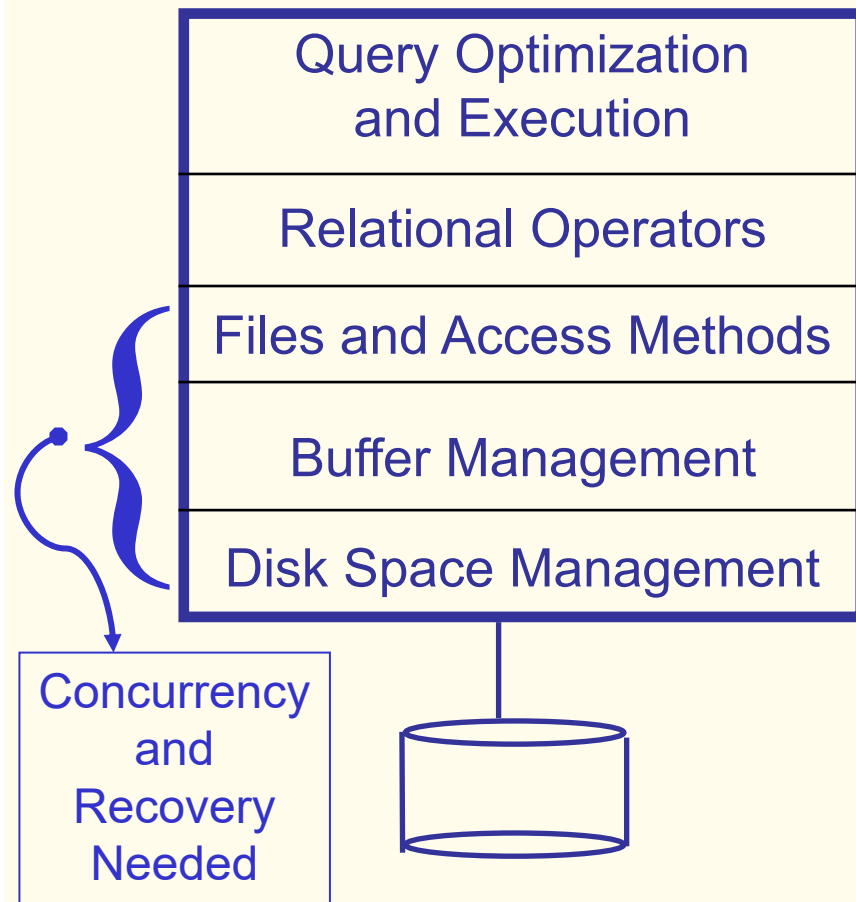 Query Optimization
and Execution
Relational Operators
Files and Access Methods
Buffer Management
Disk Space Management
Concurrency
and
Recovery
Needed